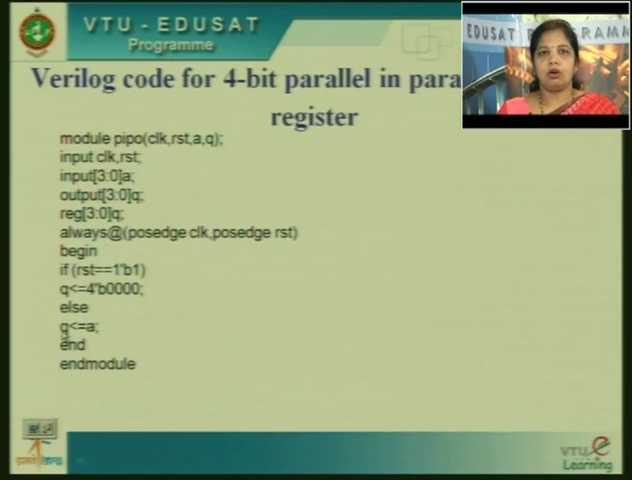 VTU - EDUSAT
Programme
EDUSAT PROGRAMM
Verilog code for 4-bit parallel in para
register
module pipo(clk,rst,a,q);
input clk,rst;
input[3:0]a;
output[3:0]q;
reg[3:0]q;
always@(posedge clk,posedge rst)
begin
if (rst==1'b1)
q<=4'b0000;
else
q<=a;
end
endmodule
VTU e
Learning